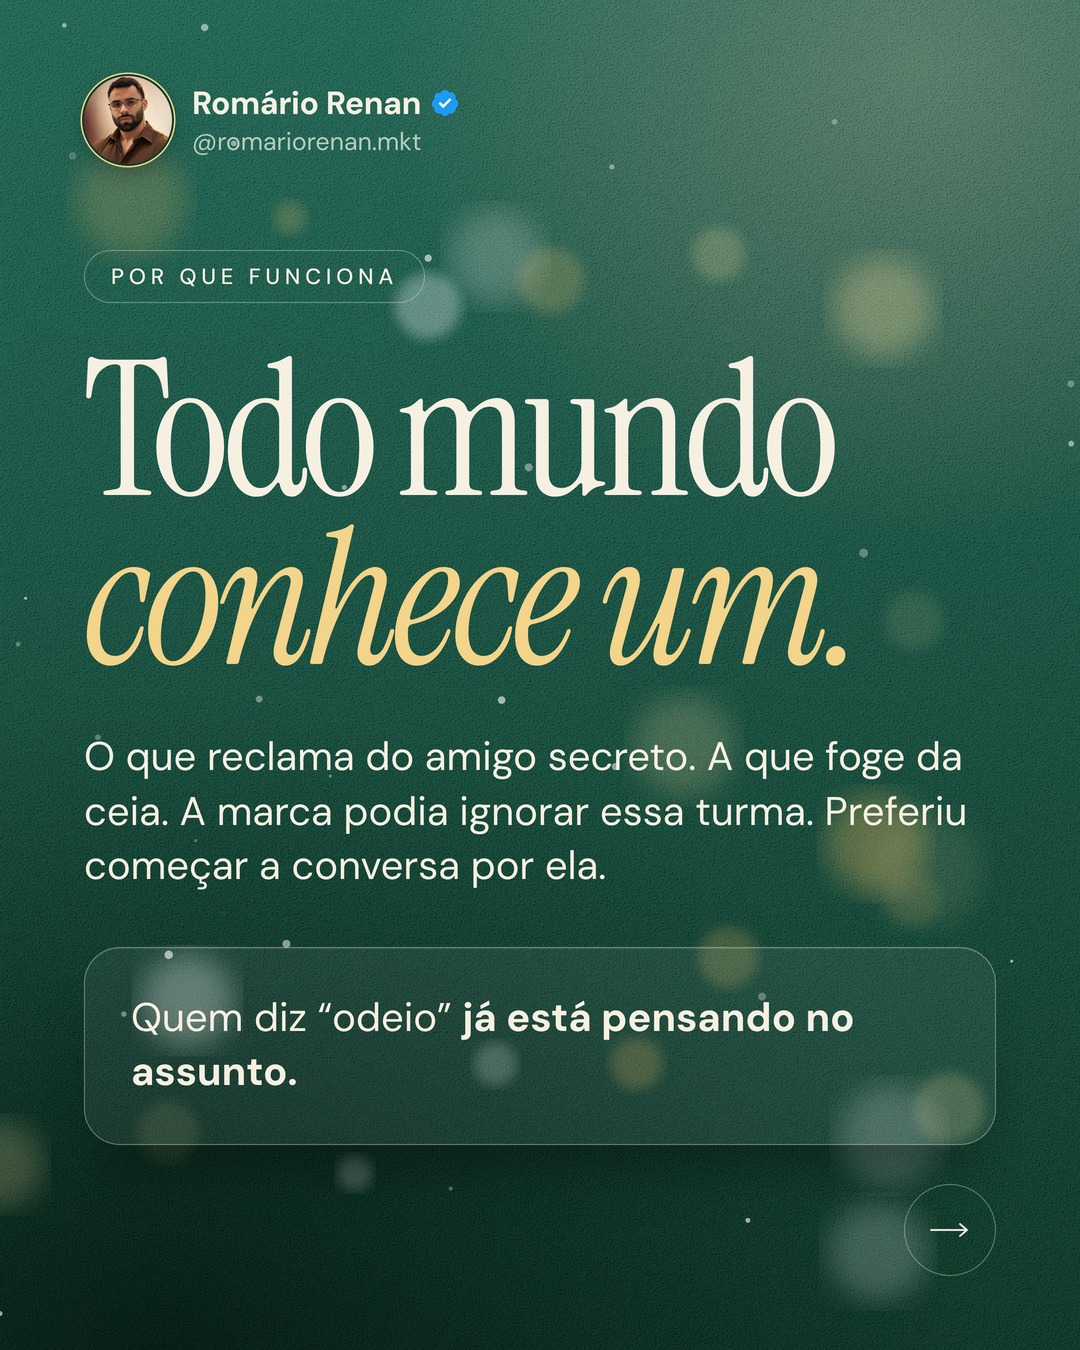 Romário Renan
@romariorenan.mkt
POR QUE FUNCIONA
Todo mundo
conhece um.
O que reclama do amigo secreto. A que foge da
ceia. A marca podia ignorar essa turma. Preferiu
começar a conversa por ela.
Quem diz “odeio” já está pensando no
assunto.